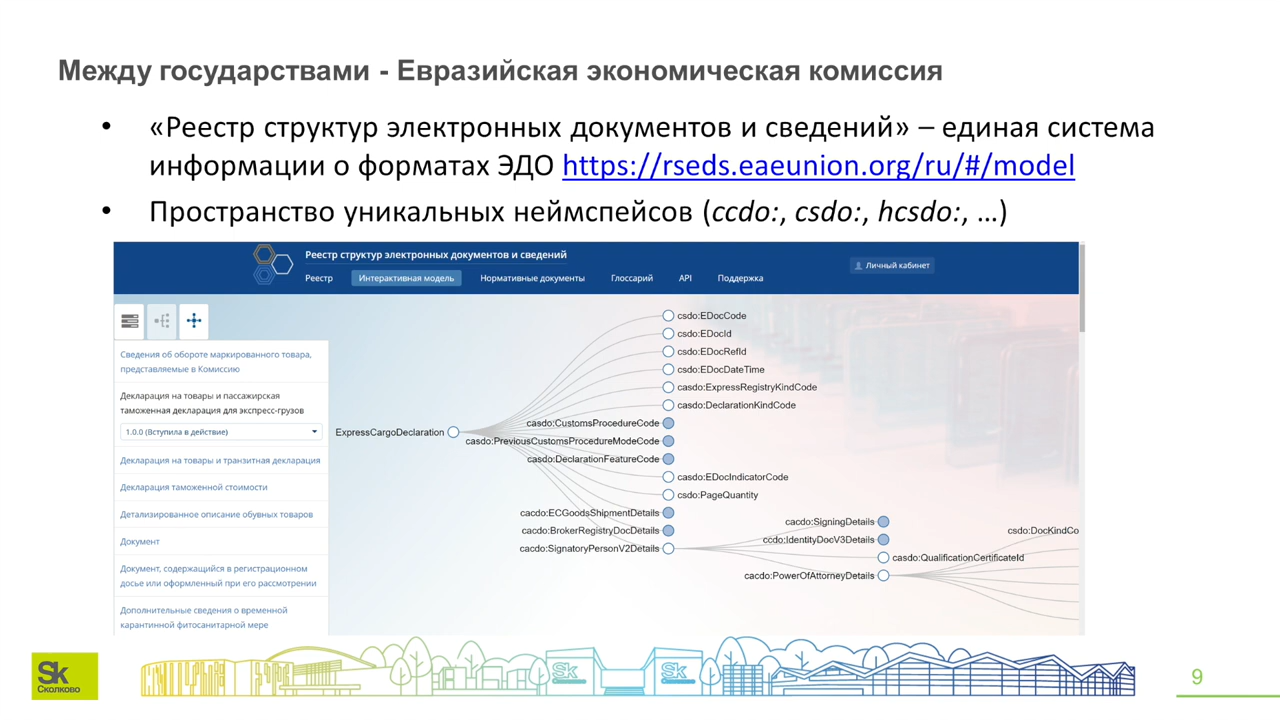 Между государствами - Евразийская экономическая комиссия
• «Реестр структур электронных документов и сведений» – единая система
информации о форматах ЭДО https://rseds.eaeunion.org/ru/#/model
• Пространство уникальных неймспейсов (ccdo:, csdo:, hcsdo:, …)
Реестр структур электронных документов и сведений
Реестр Интерактивная модель Нормативные документы Глоссарий API Поддержка
Личный кабинет
Сведения об обороте маркированного товара,
представляемые в Комиссию
Декларация на товары и пассажирская
таможенная декларация для экспресс-грузов
1.0.0 (Вступила в действие)
Декларация на товары и транзитная декларация
Декларация таможенной стоимости
Детализированное описание обувных товаров
Документ
Документ, содержащийся в регистрационном
досье или оформленный при его рассмотрении
Дополнительные сведения о временной
карантинной фитосанитарной мере
ExpressCargoDeclaration
csdo:EDocCode
csdo:EDocId
csdo:EDocRefId
csdo:EDocDateTime
casdo:ExpressRegistryKindCode
casdo:DeclarationKindCode
casdo:CustomsProcedureCode
casdo:PreviousCustomsProcedureModeCode
casdo:DeclarationFeatureCode
casdo:EDocIndicatorCode
csdo:PageQuantity
cacdo:ECGoodsShipmentDetails
cacdo:BrokerRegistryDocDetails
cacdo:SignatoryPersonV2Details
cacdo:SigningDetails
ccdo:IdentityDocV3Details
casdo:QualificationCertificateId
cacdo:PowerOfAttorneyDetails
csdo:DocKindCo
Sk
Сколково
Sk
Sk
9